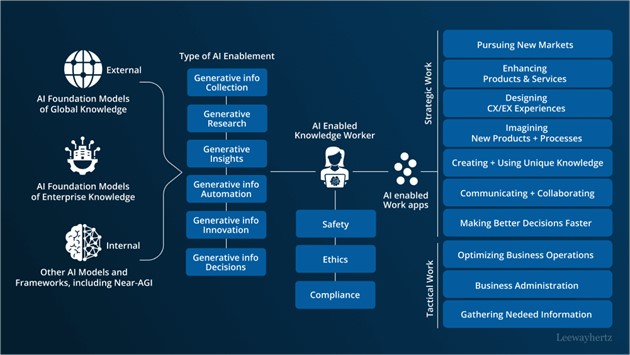 External
AI Foundation Models
of Global Knowledge
AI Foundation Models
of Enterprise Knowledge
Internal
Other AI Models and
Frameworks, including Near-AGI
Type of AI Enablement
Generative info
Collection
Generative
Research
Generative
Insights
Generative info
Automation
Generative info
Innovation
Generative info
Decisions
AI Enabled
Knowledge Worker
Safety
Ethics
Compliance
AI enabled
Work apps
Strategic Work
Pursuing New Markets
Enhancing
Products & Services
Designing
CX/EX Experiences
Imagining
New Products + Processes
Creating + Using Unique Knowledge
Communicating + Collaborating
Making Better Decisions Faster
Tactical Work
Optimizing Business Operations
Business Administration
Gathering Nedeed Information
Leewayhertz